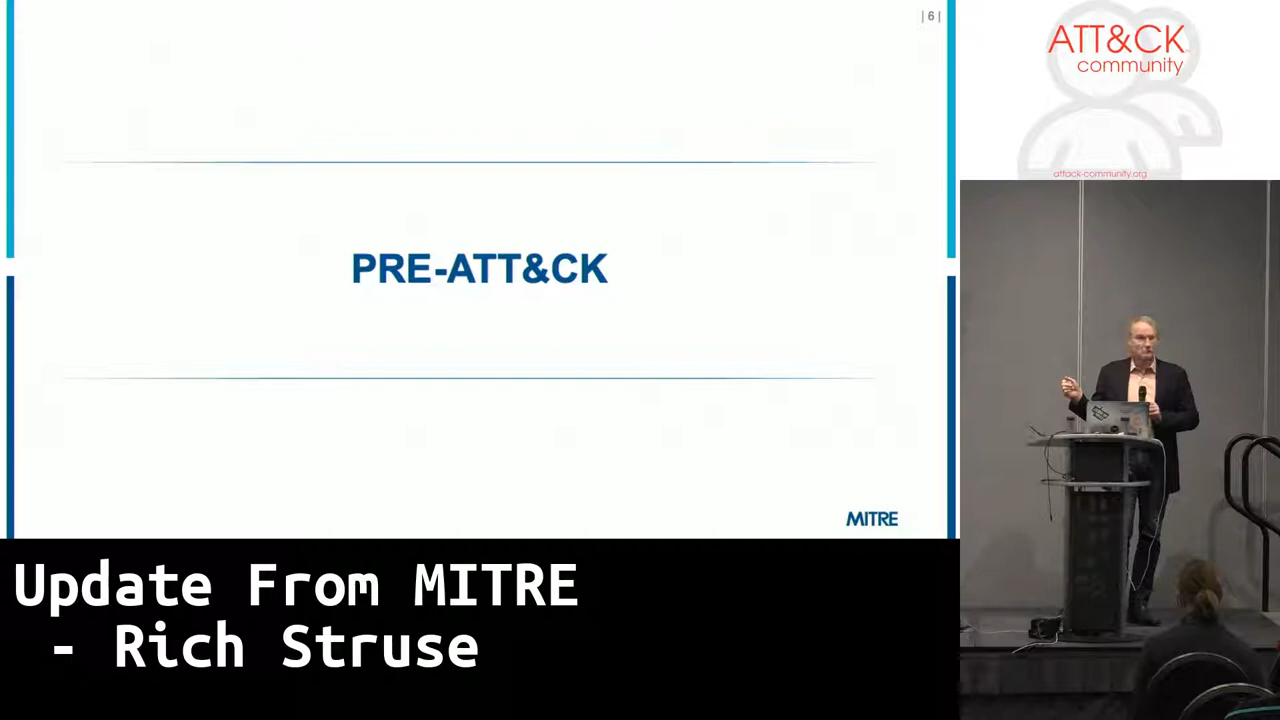 | 6 |
PRE-ATT&CK
MITRE
ATT&CK
community
attack-community.org
Update From MITRE
- Rich Struse